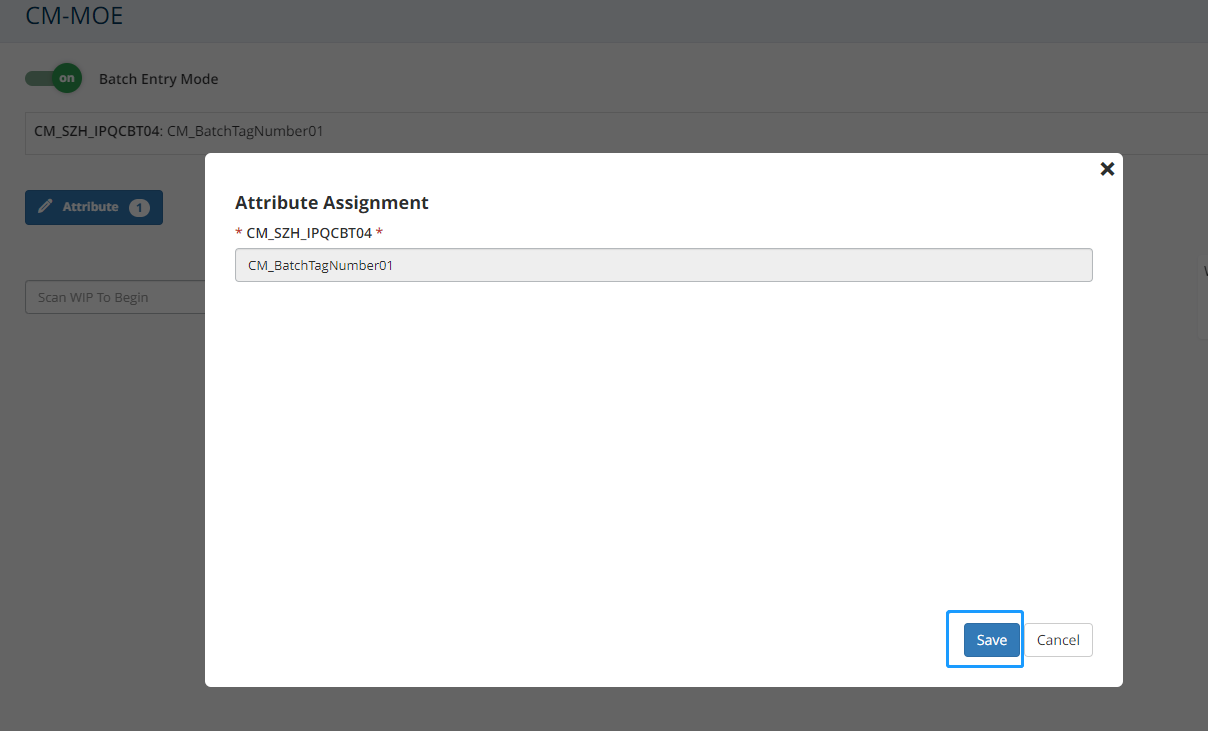 CM-MOE
on Batch Entry Mode
CM_SZH_IPQCBT04: CM_BatchTagNumber01
Attribute 1
Scan WIP To Begin
Attribute Assignment
* CM_SZH_IPQCBT04 *
CM_BatchTagNumber01
Save Cancel